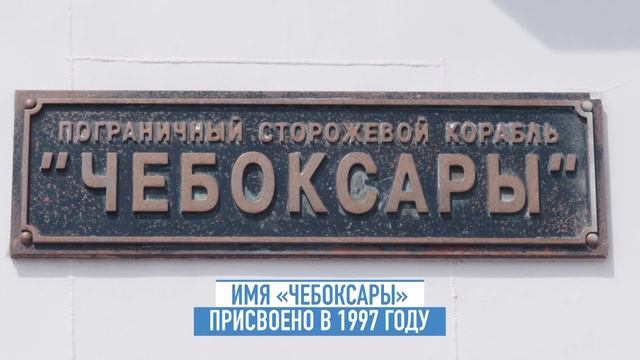 ПОГРАНИЧНЫЙ СТОРОЖЕВОЙ КОРАБЛЬ
"ЧЕБОКСАРЫ"
ИМЯ «ЧЕБОКСАРЫ»
ПРИСВОЕНО В 1997 ГОДУ